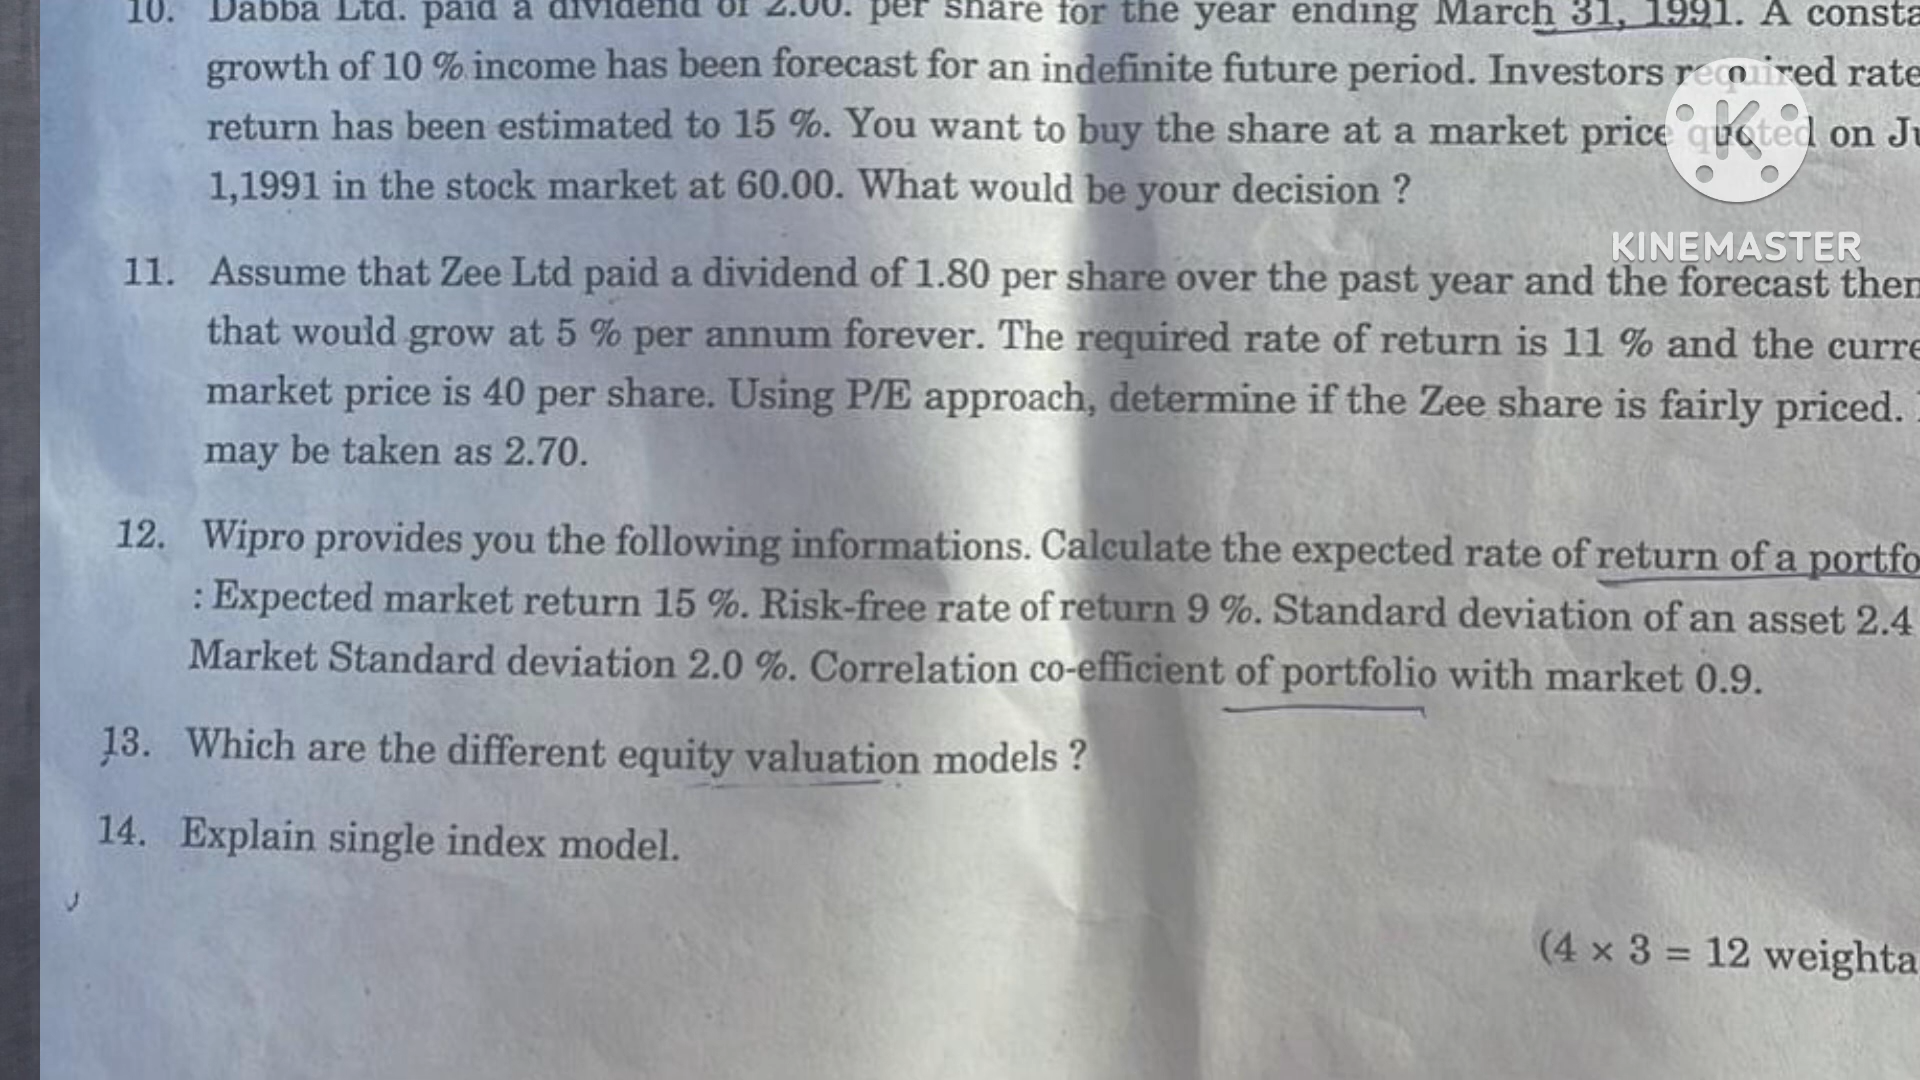 10. Dabba Ltd. paid a dividend of 2.00. per share for the year ending March 31, 1991. A
growth of 10 % income has been forecast for an indefinite future period. Investors required rate
return has been estimated to 15 %. You want to buy the share at a market price quoted on
1,1991 in the stock market at 60.00. What would be your decision ?
KINEMASTER
11. Assume that Zee Ltd paid a dividend of 1.80 per share over the past year and the forecast
that would grow at 5 % per annum forever. The required rate of return is 11 % and the
market price is 40 per share. Using P/E approach, determine if the Zee share is fairly priced.
may be taken as 2.70.
12. Wipro provides you the following informations. Calculate the expected rate of return of a
: Expected market return 15 %. Risk-free rate of return 9 %. Standard deviation of an asset 2.4
Market Standard deviation 2.0 %. Correlation co-efficient of portfolio with market 0.9.
13. Which are the different equity valuation models ?
14. Explain single index model.
(4 × 3 = 12